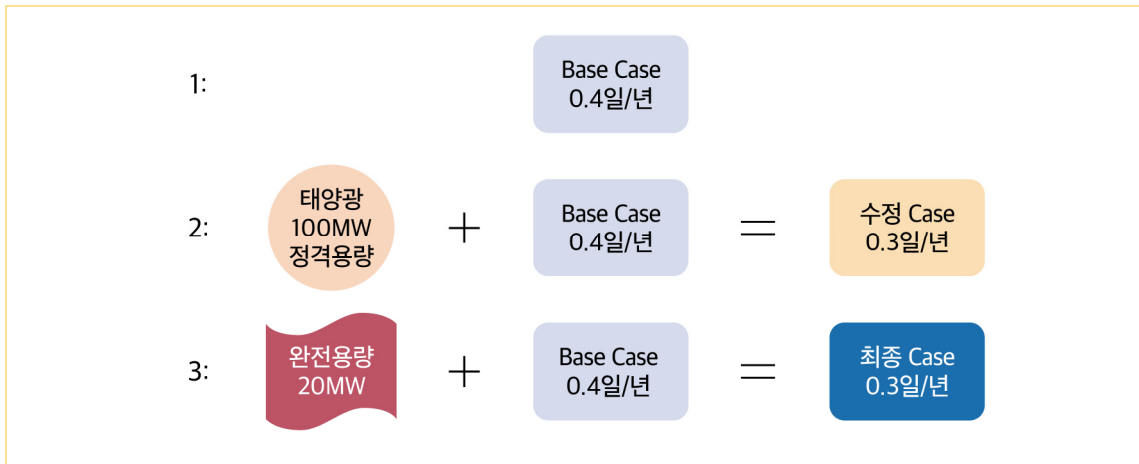 1:
Base Case
0.4일/년
2:
태양광
100MW
정격용량
+
Base Case
0.4일/년
=
수정 Case
0.3일/년
3:
완전용량
20MW
+
Base Case
0.4일/년
=
최종 Case
0.3일/년